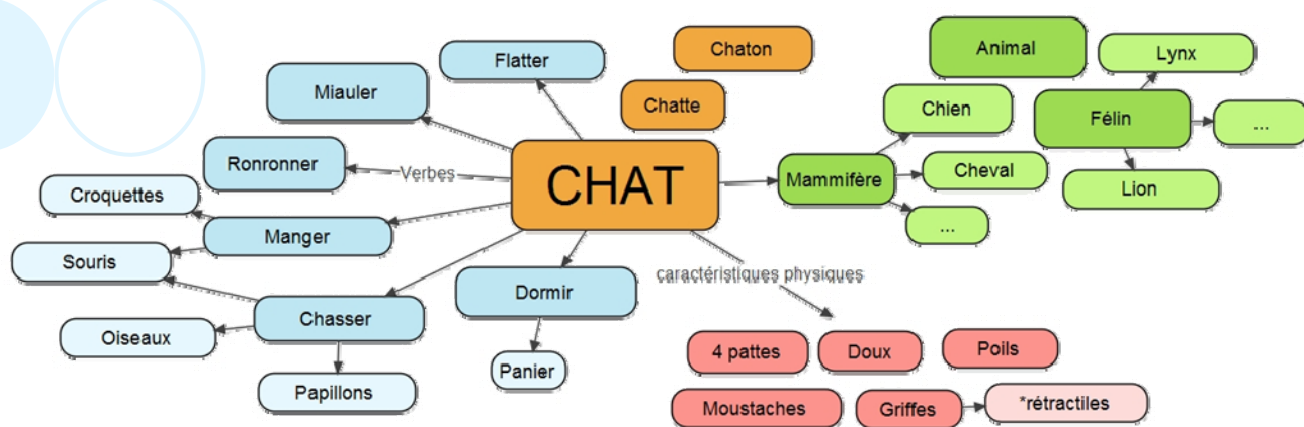 Chaton
Animal
Lynx
Flatter
Miauler
Chatte
Chien
Félin
...
Ronronner
Verbes
CHAT
Mammifère
Cheval
Lion
Croquettes
Manger
...
Souris
caractéristiques physiques
Dormir
Chasser
Oiseaux
4 pattes
Doux
Poils
Panier
Papillons
Moustaches
Griffes
*rétractiles